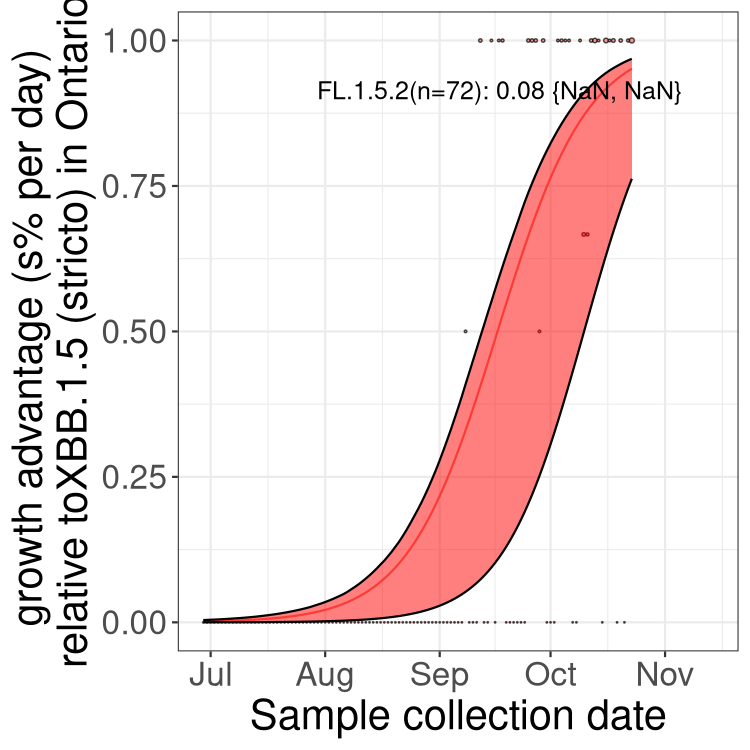 growth advantage (s% per day)
relative toXBB.1.5 (stricto) in Ontario
1.00
0.75
0.50
0.25
0.00
FL.1.5.2(n=72): 0.08 {NaN, NaN}
Jul Aug Sep Oct Nov
Sample collection date